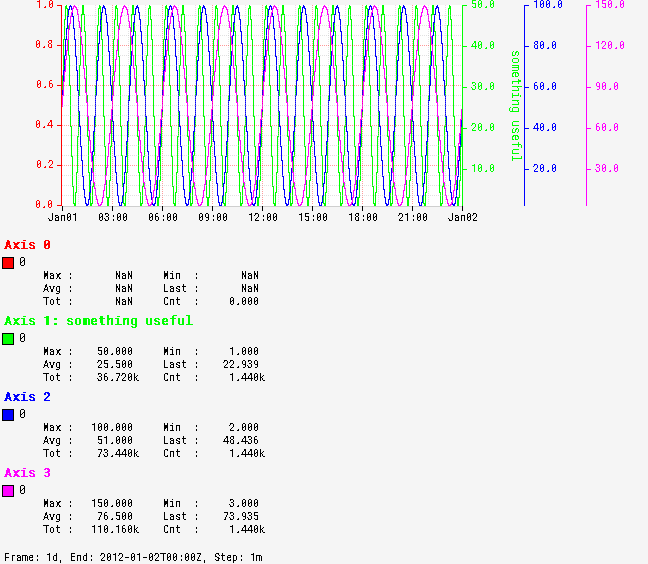 1.0
0.8
0.6
0.4
0.2
0.0
Jan01 03:00 06:00 09:00 12:00 15:00 18:00 21:00 Jan02
50.0
40.0
30.0
20.0
10.0
something useful
100.0
80.0
60.0
40.0
20.0
150.0
120.0
90.0
60.0
30.0
Axis 0
0
Max : NaN Min : NaN
Avg : NaN Last : NaN
Tot : NaN Cnt : 0.000
Axis 1: something useful
0
Max : 50.000 Min : 1.000
Avg : 25.500 Last : 22.939
Tot : 36.720k Cnt : 1.440k
Axis 2
0
Max : 100.000 Min : 2.000
Avg : 51.000 Last : 48.436
Tot : 73.440k Cnt : 1.440k
Axis 3
0
Max : 150.000 Min : 3.000
Avg : 76.500 Last : 73.935
Tot : 110.160k Cnt : 1.440k
Frame: 1d, End: 2012-01-02T00:00Z, Step: 1m